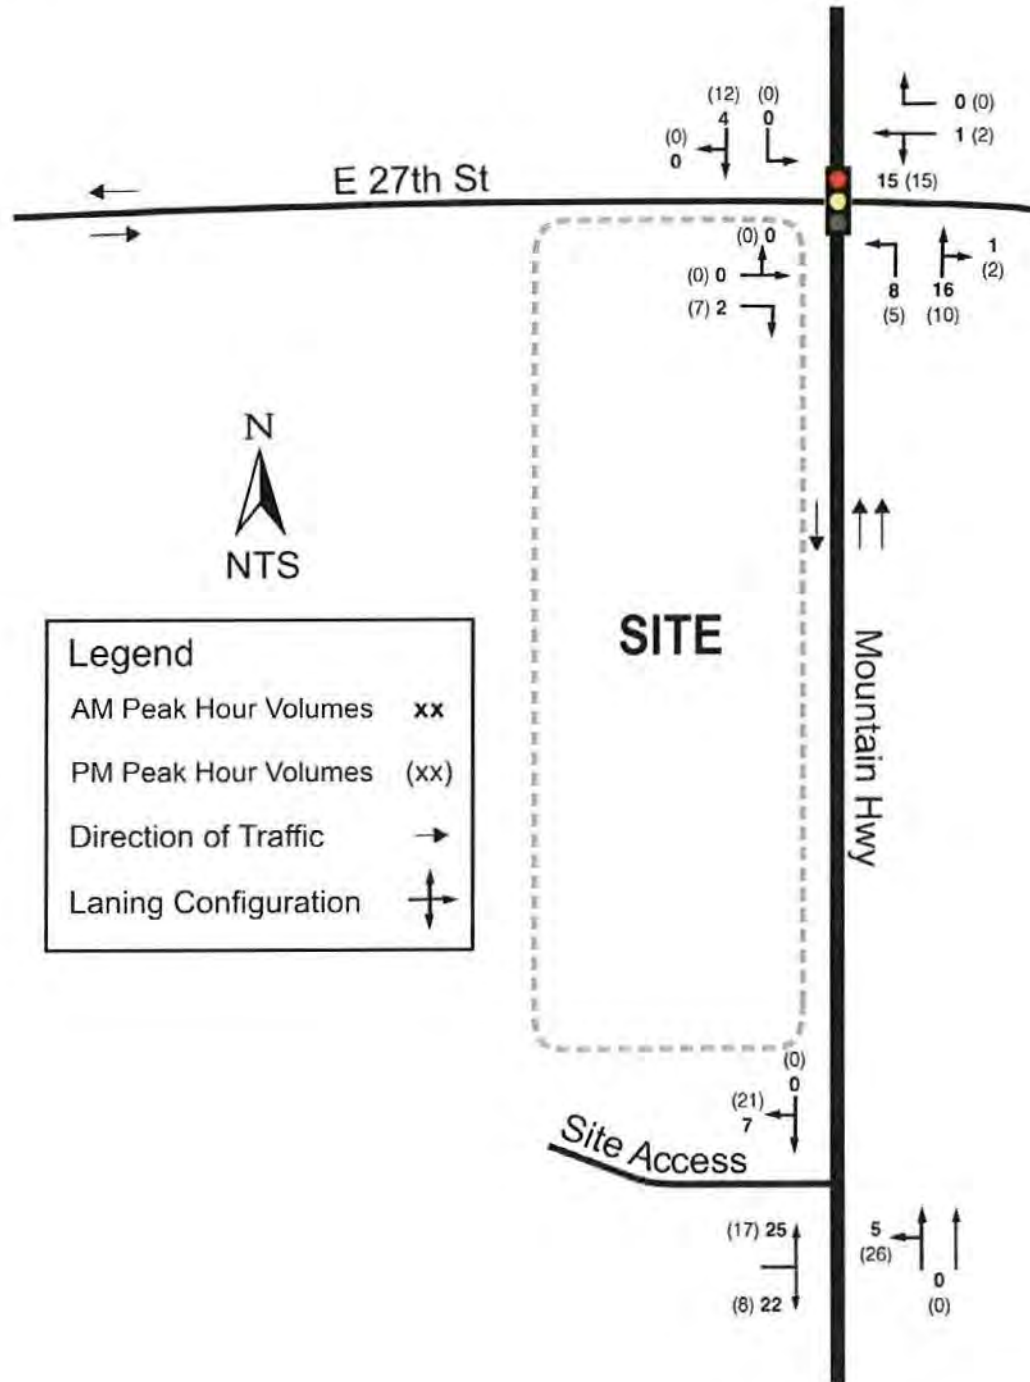 (12) (0)
4 0
(0)
0
0 (0)
1 (2)
15 (15)
E 27th St
(0) 0
(0) 0
(7) 2
1
(2)
8 16
(5) (10)
N
NTS
SITE
Mountain Hwy
Legend
AM Peak Hour Volumes xx
PM Peak Hour Volumes (xx)
Direction of Traffic
Laning Configuration
(0)
0
(21)
7
Site Access
(17) 25
(8) 22
5
(26)
0
(0)